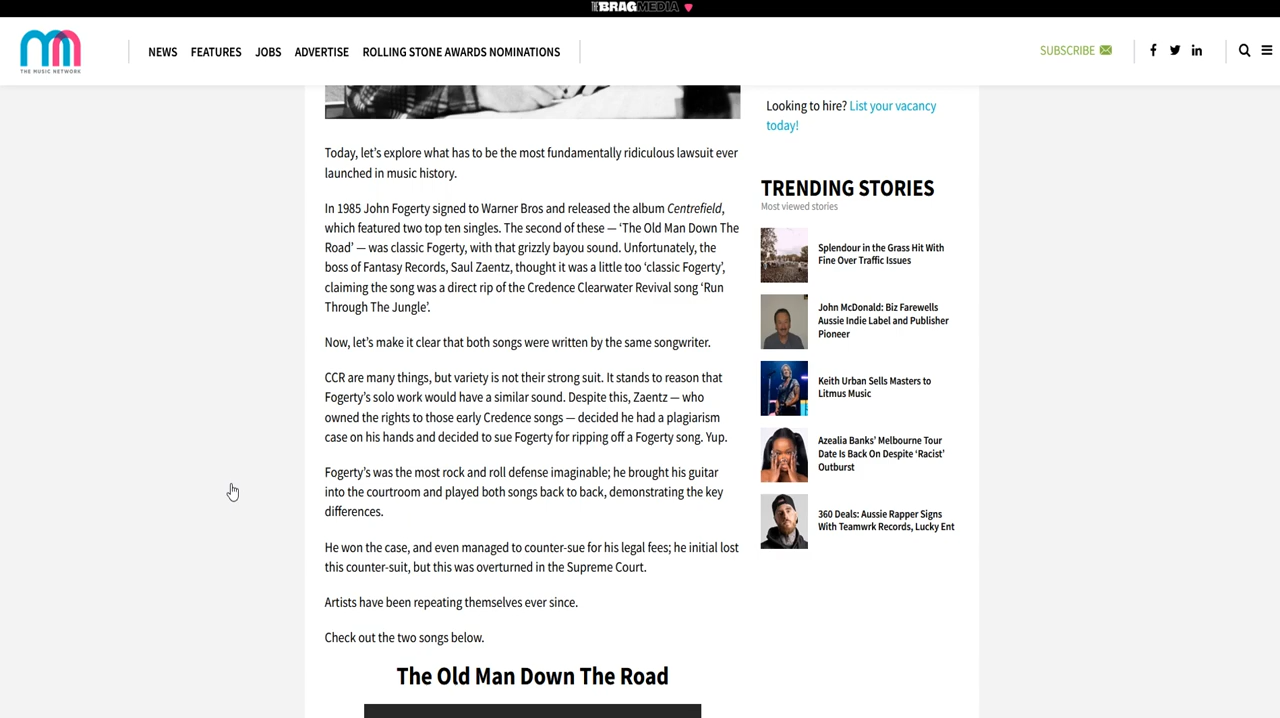 THE BRAG MEDIA
THE MUSIC NETWORK
NEWS FEATURES JOBS ADVERTISE ROLLING STONE AWARDS NOMINATIONS
SUBSCRIBE
Today, let's explore what has to be the most fundamentally ridiculous lawsuit ever
launched in music history.
In 1985 John Fogerty signed to Warner Bros and released the album Centrefield,
which featured two top ten singles. The second of these — 'The Old Man Down The
Road' — was classic Fogerty, with that grizzly bayou sound. Unfortunately, the
boss of Fantasy Records, Saul Zaentz, thought it was a little too 'classic Fogerty',
claiming the song was a direct rip of the Credence Clearwater Revival song 'Run
Through The Jungle'.
Now, let's make it clear that both songs were written by the same songwriter.
CCR are many things, but variety is not their strong suit. It stands to reason that
Fogerty's solo work would have a similar sound. Despite this, Zaentz — who
owned the rights to those early Credence songs — decided he had a plagiarism
case on his hands and decided to sue Fogerty for ripping off a Fogerty song. Yup.
Fogerty's was the most rock and roll defense imaginable; he brought his guitar
into the courtroom and played both songs back to back, demonstrating the key
differences.
He won the case, and even managed to counter-sue for his legal fees; he initial lost
this counter-suit, but this was overturned in the Supreme Court.
Artists have been repeating themselves ever since.
Check out the two songs below.
The Old Man Down The Road
Looking to hire? List your vacancy
today!
TRENDING STORIES
Most viewed stories
Splendour in the Grass Hit With
Fine Over Traffic Issues
John McDonald: Biz Farewells
Aussie Indie Label and Publisher
Pioneer
Keith Urban Sells Masters to
Litmus Music
Azealia Banks' Melbourne Tour
Date Is Back On Despite 'Racist'
Outburst
360 Deals: Aussie Rapper Signs
With Teamwrk Records, Lucky Ent